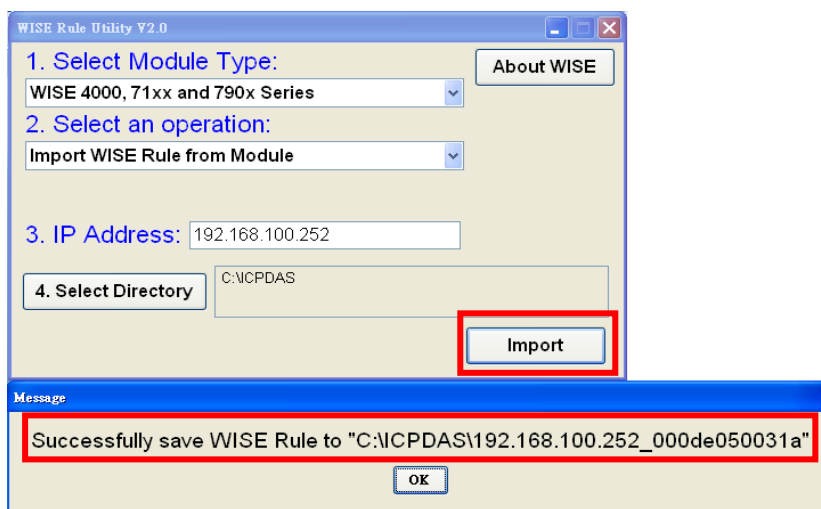 WISE Rule Utility V2.0
1. Select Module Type:
About WISE
WISE 4000, 71xx and 790x Series
2. Select an operation:
Import WISE Rule from Module
3. IP Address: 192.168.100.252
4. Select Directory
C:\ICPDAS
Import
Message
Successfully save WISE Rule to "C:\ICPDAS\192.168.100.252_000de050031a"
OK